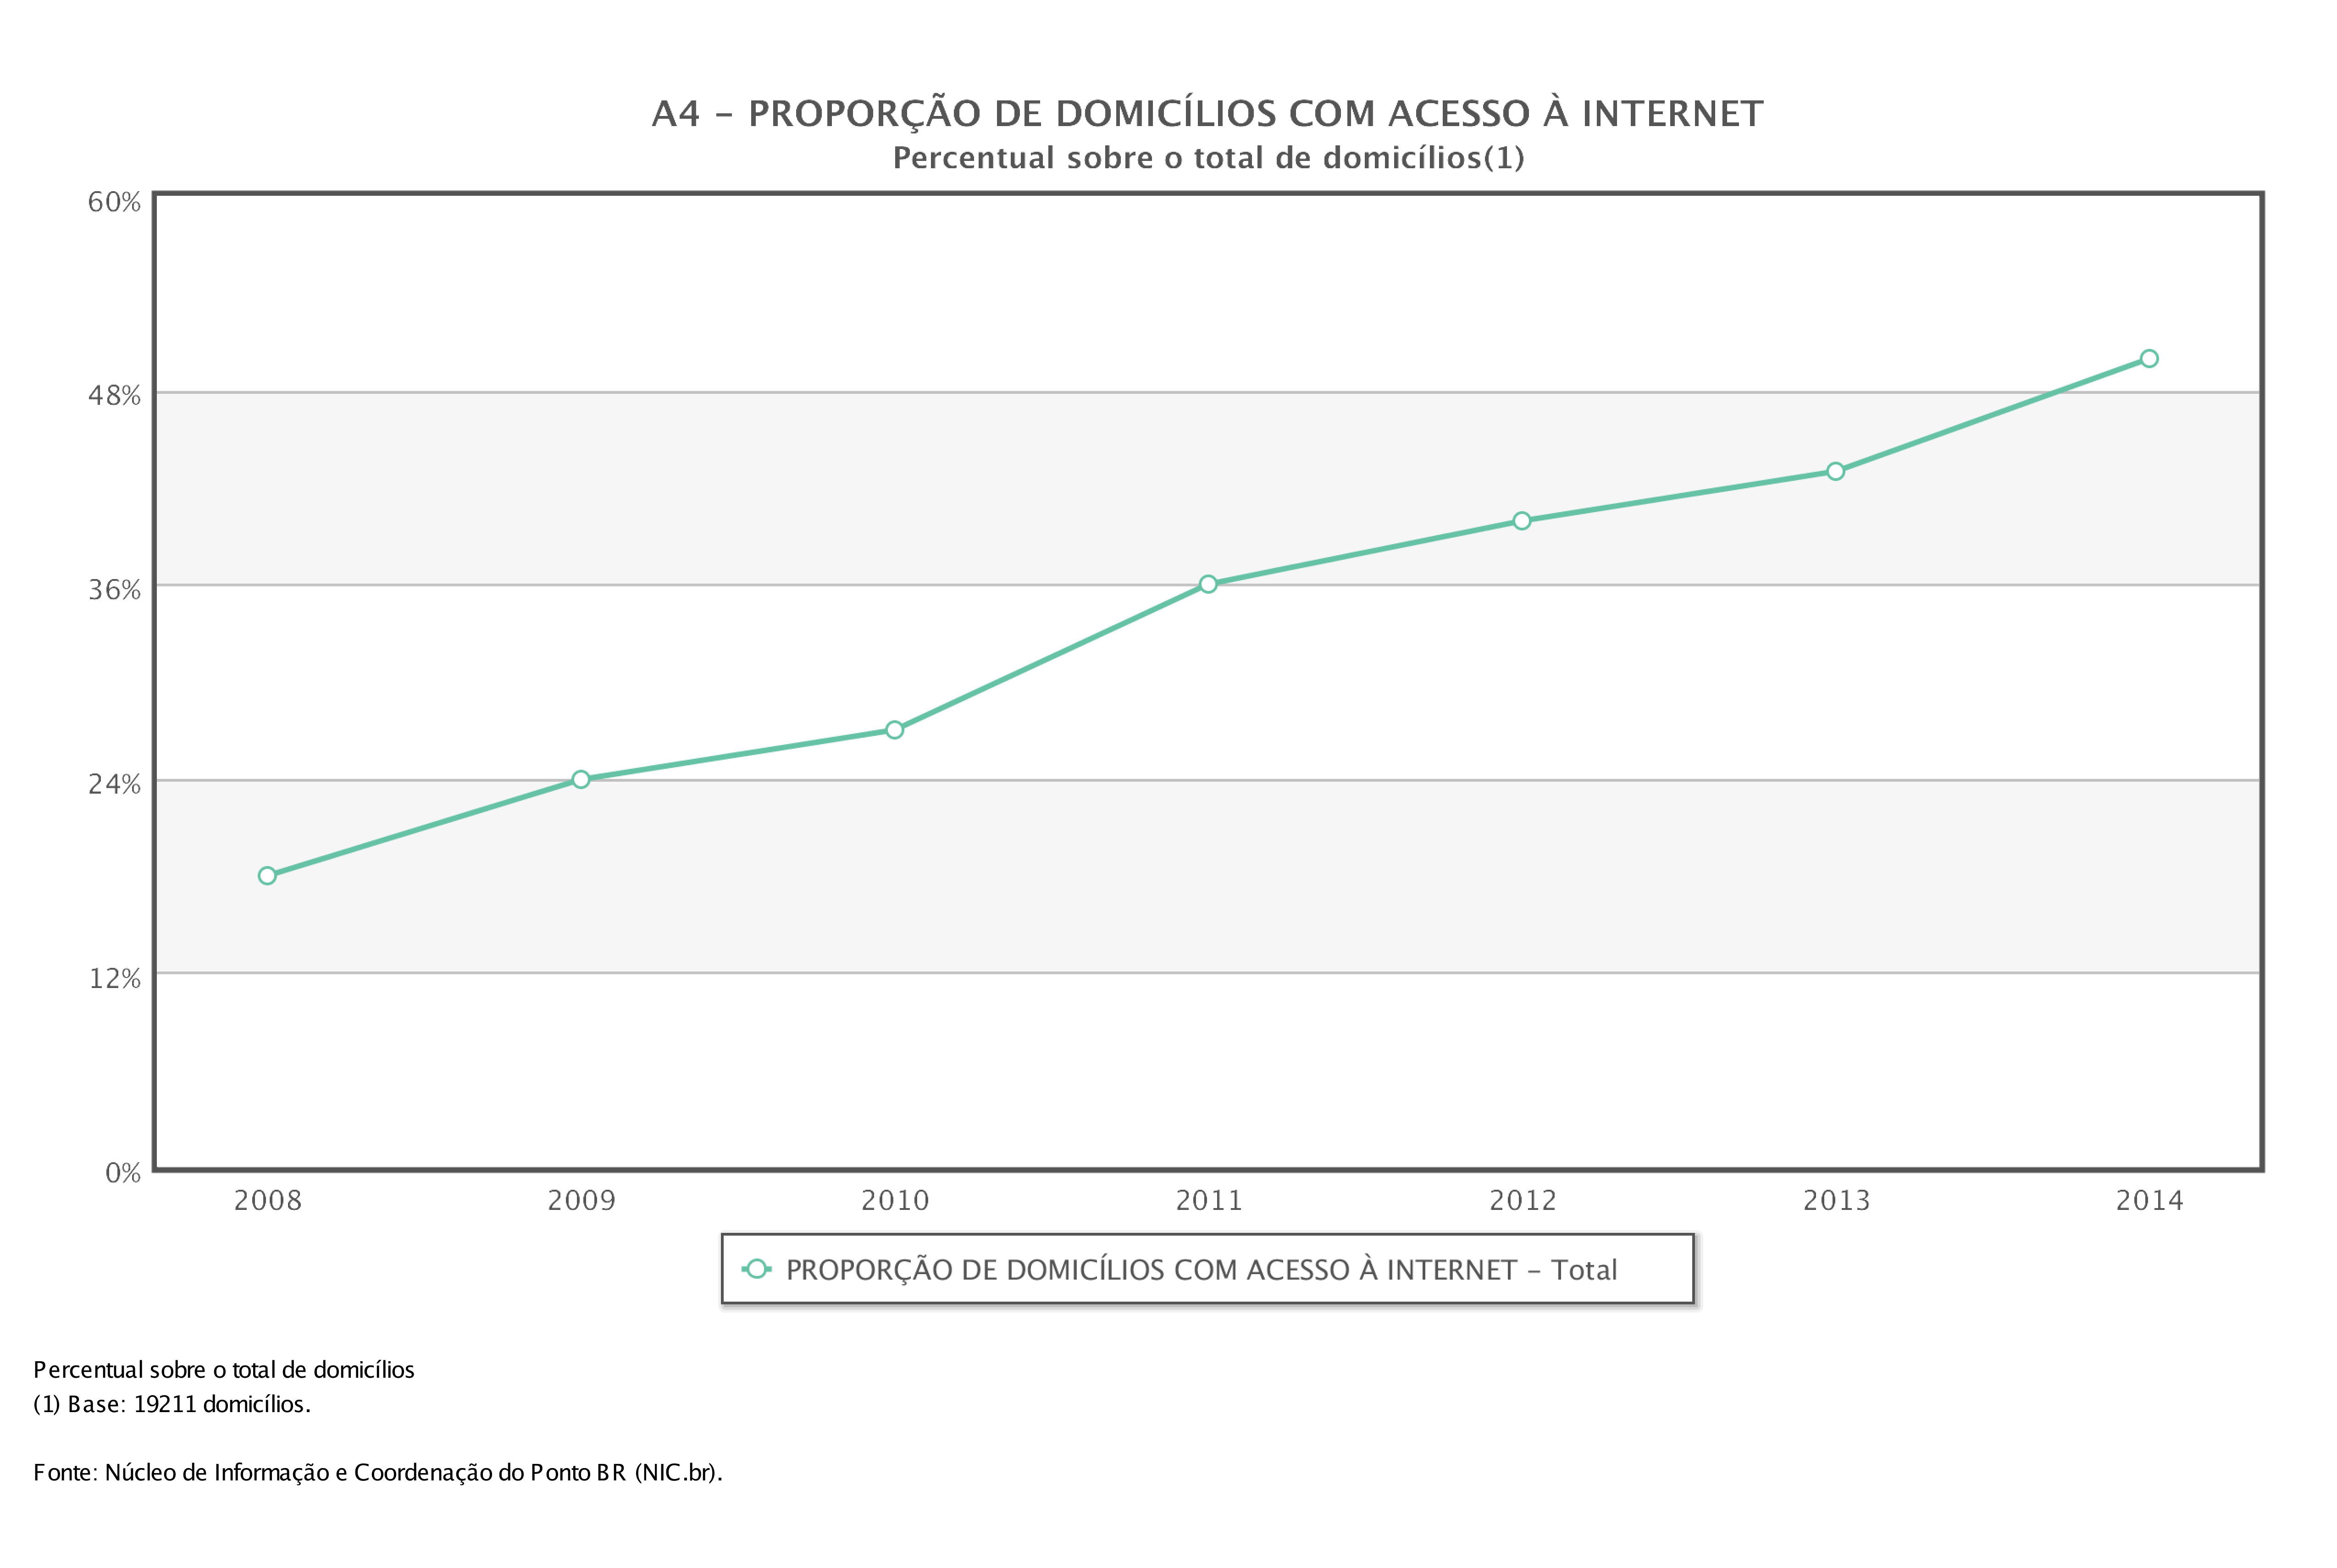 A4 – PROPORÇÃO DE DOMICÍLIOS COM ACESSO À INTERNET
Percentual sobre o total de domicílios(1)
60%
48%
36%
24%
12%
0%
2008 2009 2010 2011 2012 2013 2014
PROPORÇÃO DE DOMICÍLIOS COM ACESSO À INTERNET – Total
Percentual sobre o total de domicílios
(1) Base: 19211 domicílios.
Fonte: Núcleo de Informação e Coordenação do Ponto BR (NIC.br).